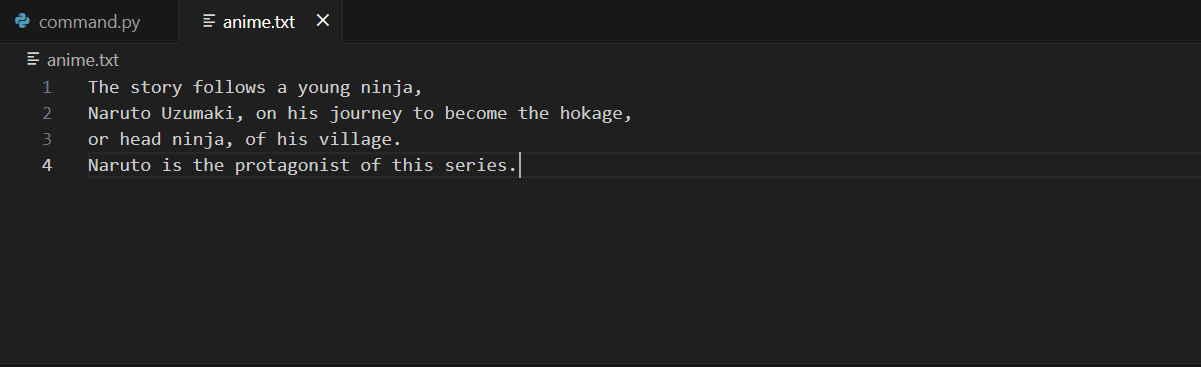 command.py anime.txt
anime.txt
1 The story follows a young ninja,
2 Naruto Uzumaki, on his journey to become the hokage,
3 or head ninja, of his village.
4 Naruto is the protagonist of this series.